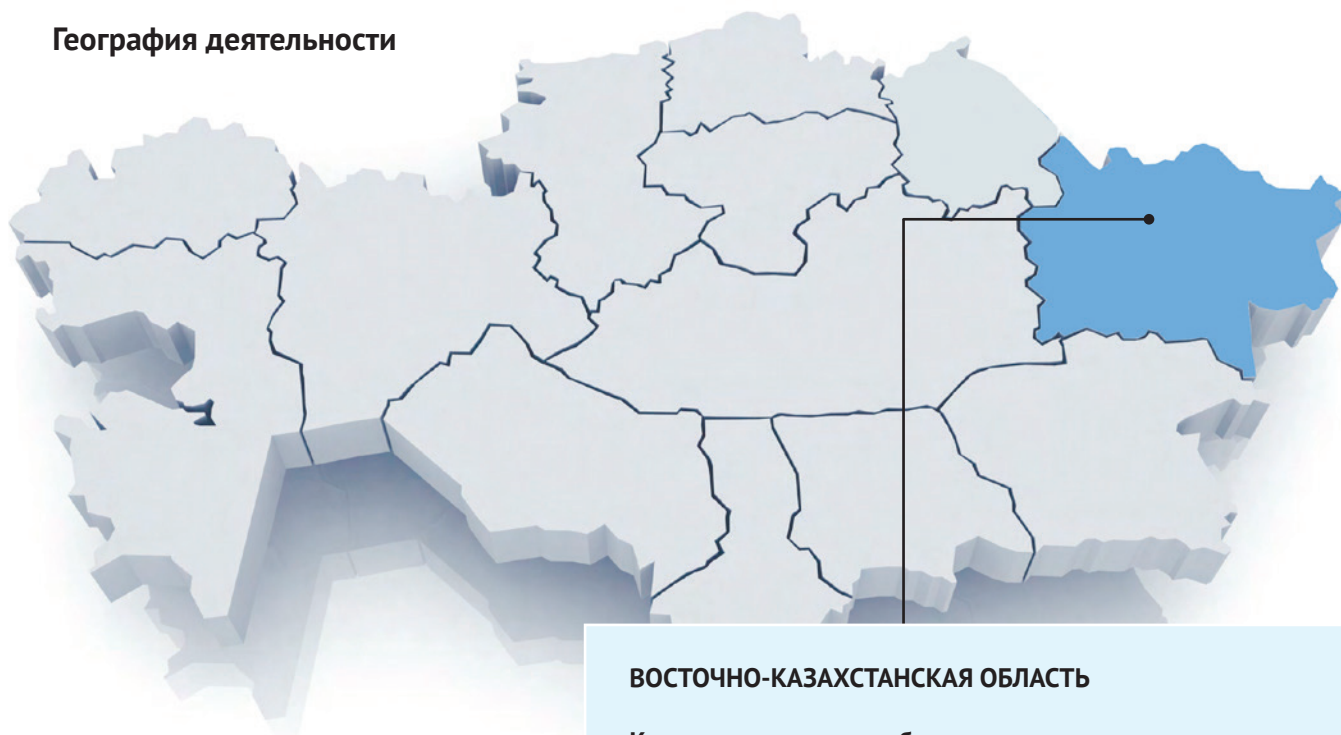 География деятельности
ВОСТОЧНО-КАЗАХСТАНСКАЯ ОБЛАСТЬ